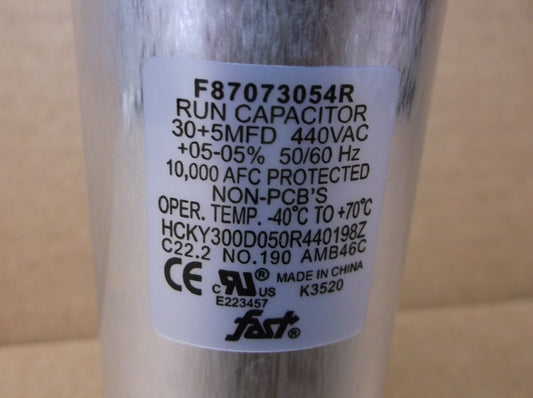 F87073054R
RUN CAPACITOR
30+5MFD 440VAC
+05-05% 50/60 Hz
10,000 AFC PROTECTED
NON-PCB'S
OPER. TEMP. -40°C TO +70°C
HCKY300D050R440198Z
C22.2 NO.190 AMB46C
CE c RU ® US MADE IN CHINA
E223457 K3520
fast®